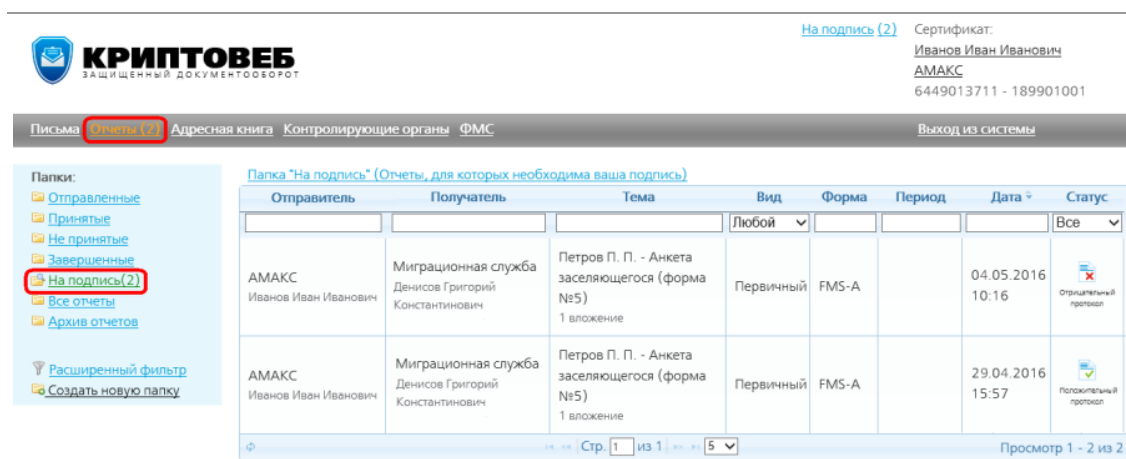 На подпись (2)
Сертификат:
Иванов Иван Иванович
АМАКС
6449013711 - 189901001
КРИПТОВЕБ
ЗАЩИЩЕННЫЙ ДОКУМЕНТООБОРОТ
Письма Отчеты (2) Адресная книга Контролирующие органы ФМС Выход из системы
Папки:
Отправленные
Принятые
Не принятые
Завершенные
На подпись(2)
Все отчеты
Архив отчетов
Расширенный фильтр
Создать новую папку
Папка "На подпись" (Отчеты, для которых необходима ваша подпись)
Отправитель Получатель Тема Вид Форма Период Дата Статус
Любой Все
АМАКС
Иванов Иван Иванович
Миграционная служба
Денисов Григорий
Константинович
Петров П. П. - Анкета
заселяющегося (форма
№5)
1 вложение
Первичный
FMS-A
04.05.2016
10:16
Отрицательный
протокол
АМАКС
Иванов Иван Иванович
Миграционная служба
Денисов Григорий
Константинович
Петров П. П. - Анкета
заселяющегося (форма
№5)
1 вложение
Первичный
FMS-A
29.04.2016
15:57
Положительный
протокол
Стр. 1 из 1 5 Просмотр 1 - 2 из 2